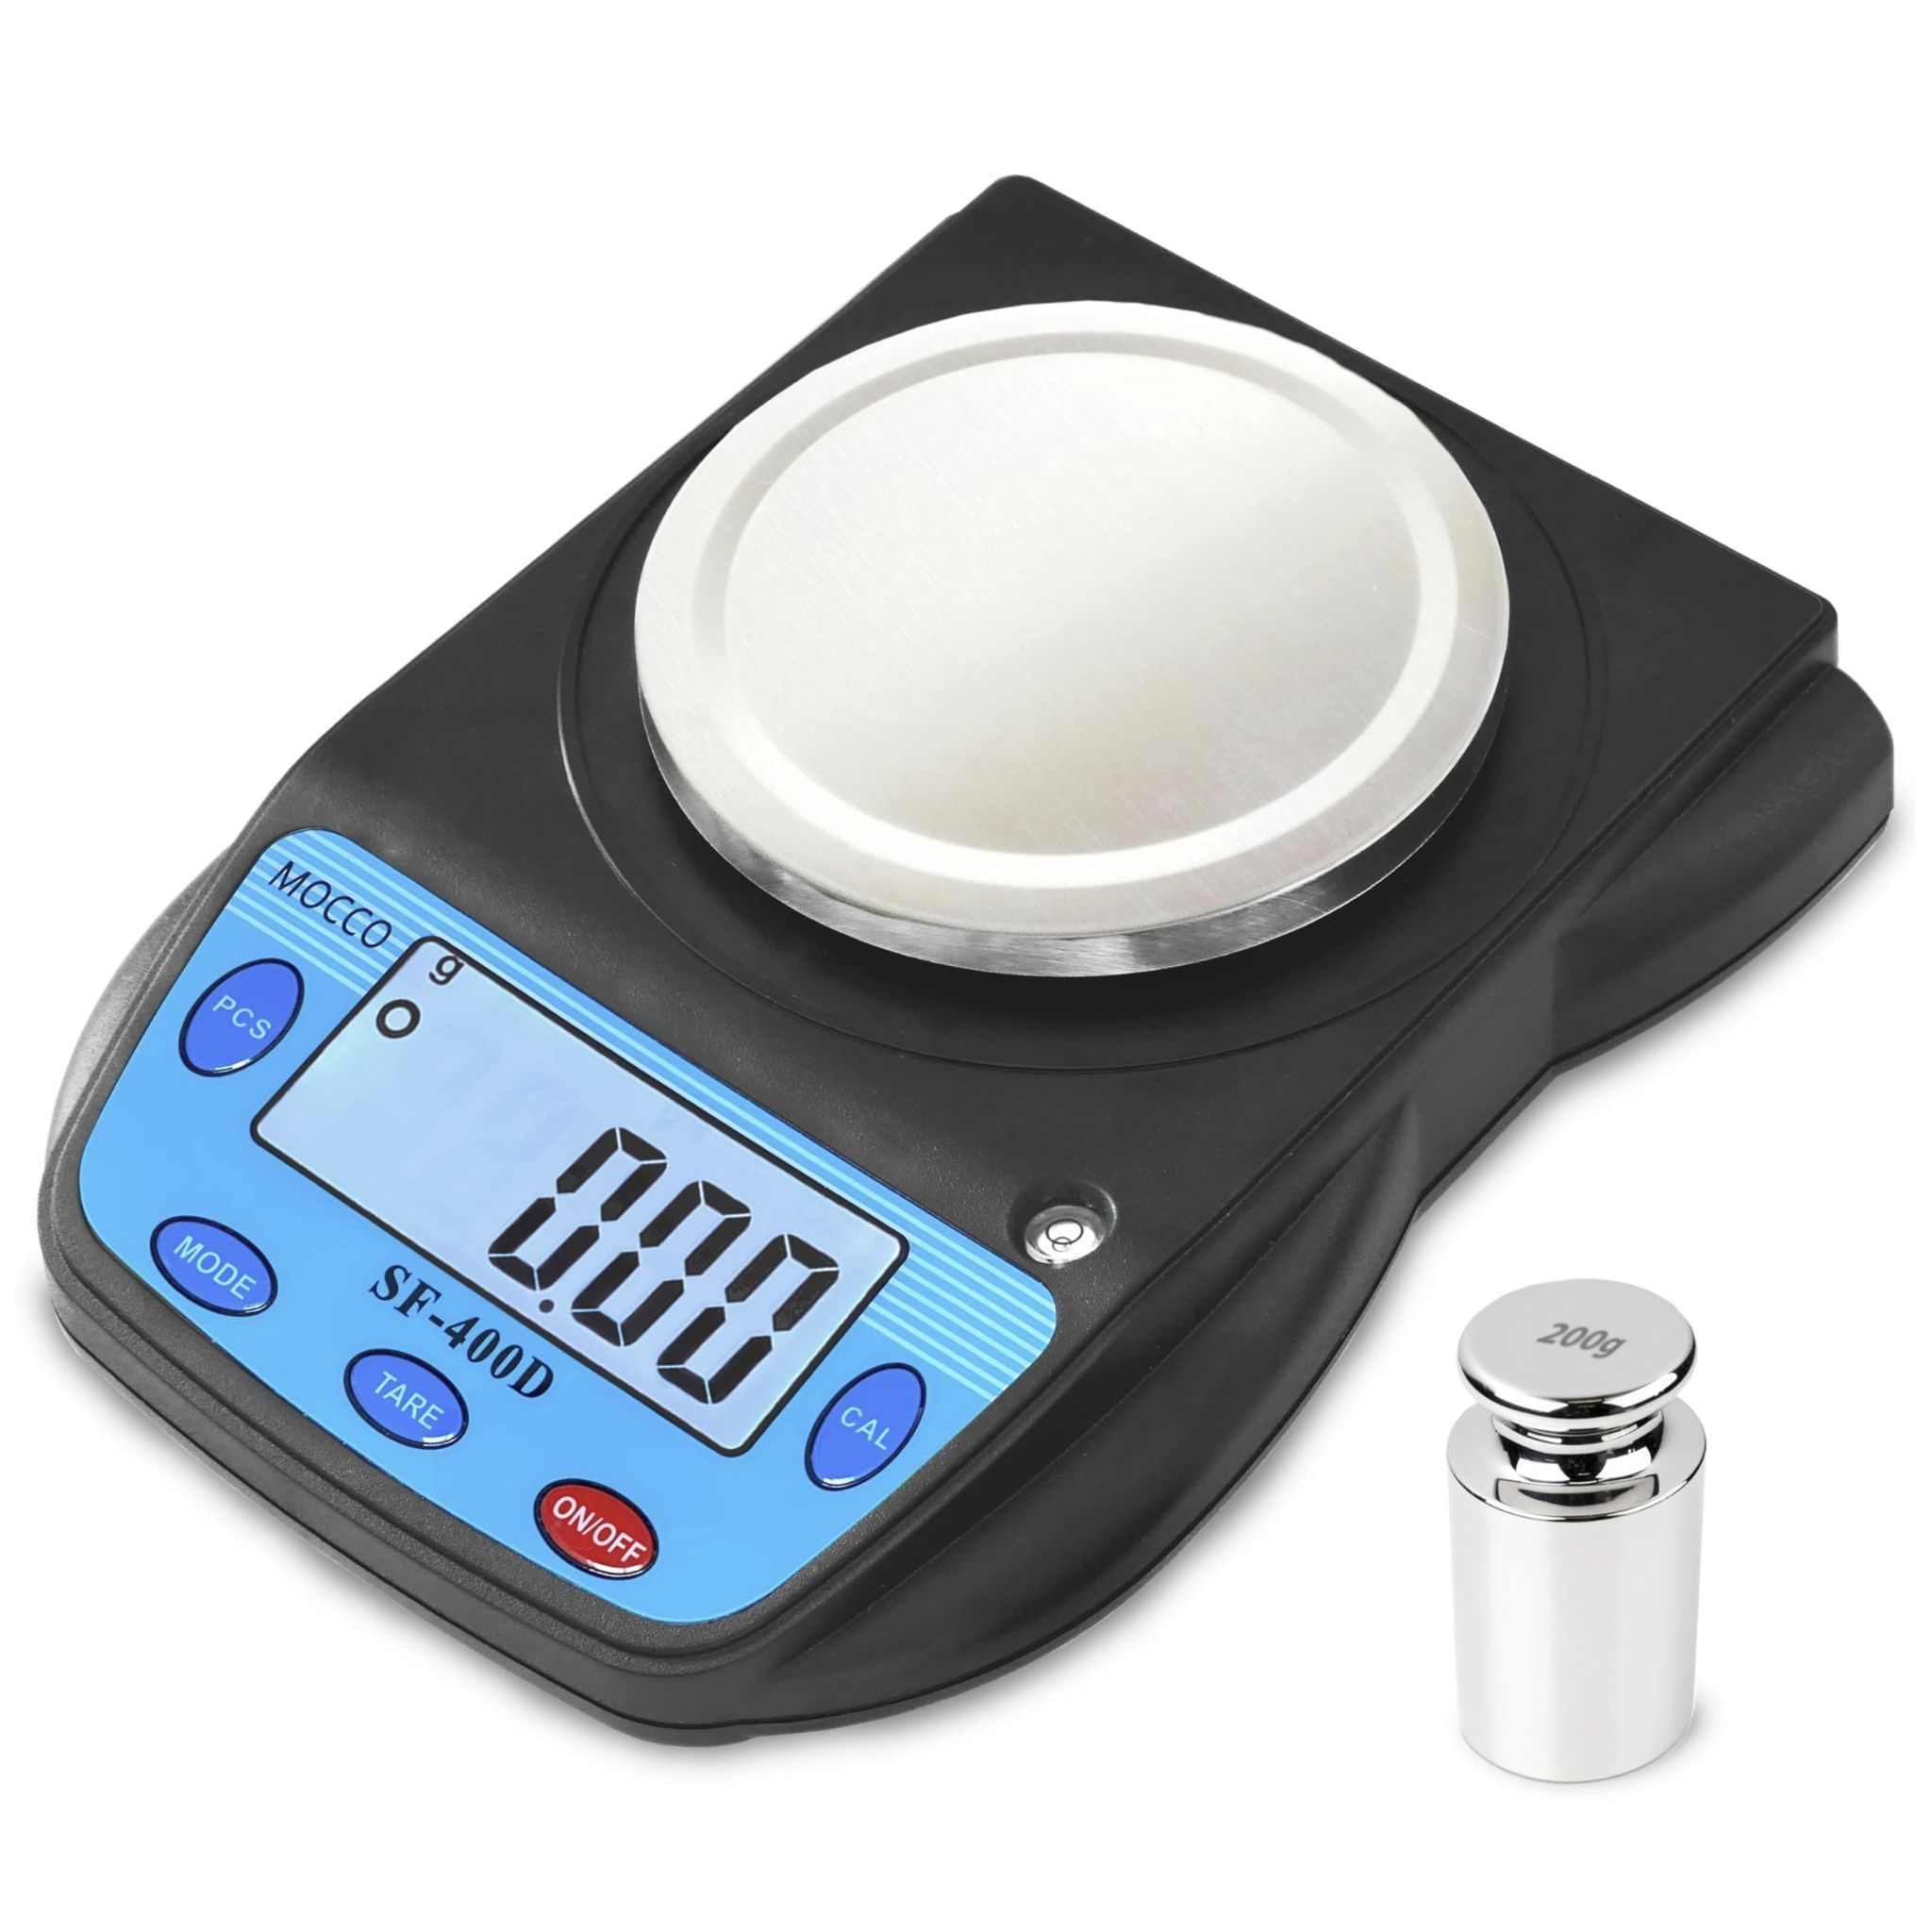 MOCCO
g
PCS
0.00
MODE
SF-400D
TARE
CAL
ON/OFF
200g